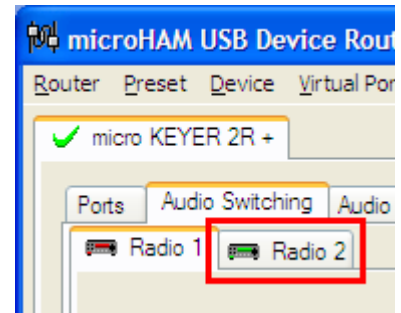 microHAM USB Device Rout
Router Preset Device Virtual Por
micro KEYER 2R +
Ports Audio Switching Audio
Radio 1 Radio 2